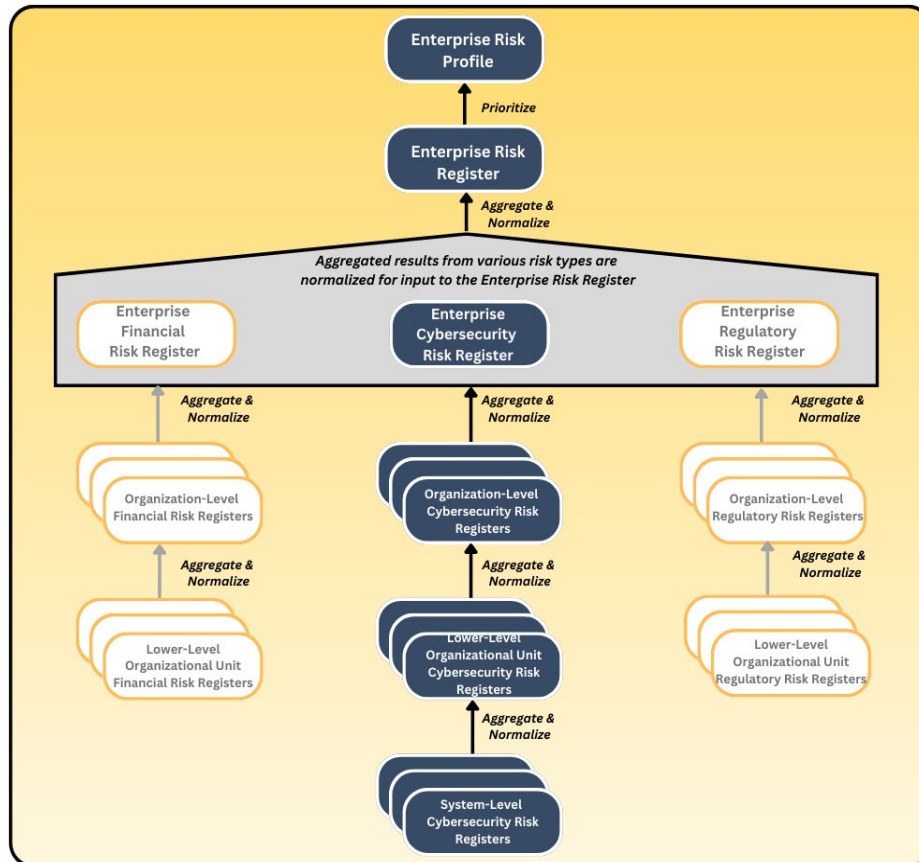 Enterprise Risk
Profile
Prioritize
Enterprise Risk
Register
Aggregate &
Normalize
Aggregated results from various risk types are
normalized for input to the Enterprise Risk Register
Enterprise
Financial
Risk Register
Enterprise
Cybersecurity
Risk Register
Enterprise
Regulatory
Risk Register
Aggregate &
Normalize
Aggregate &
Normalize
Aggregate &
Normalize
Organization-Level
Financial Risk Registers
Organization-Level
Cybersecurity Risk
Registers
Organization-Level
Regulatory Risk Registers
Aggregate &
Normalize
Aggregate &
Normalize
Aggregate &
Normalize
Lower-Level
Organizational Unit
Financial Risk Registers
Lower-Level
Organizational Unit
Cybersecurity Risk
Registers
Lower-Level
Organizational Unit
Regulatory Risk Registers
Aggregate &
Normalize
System-Level
Cybersecurity Risk
Registers